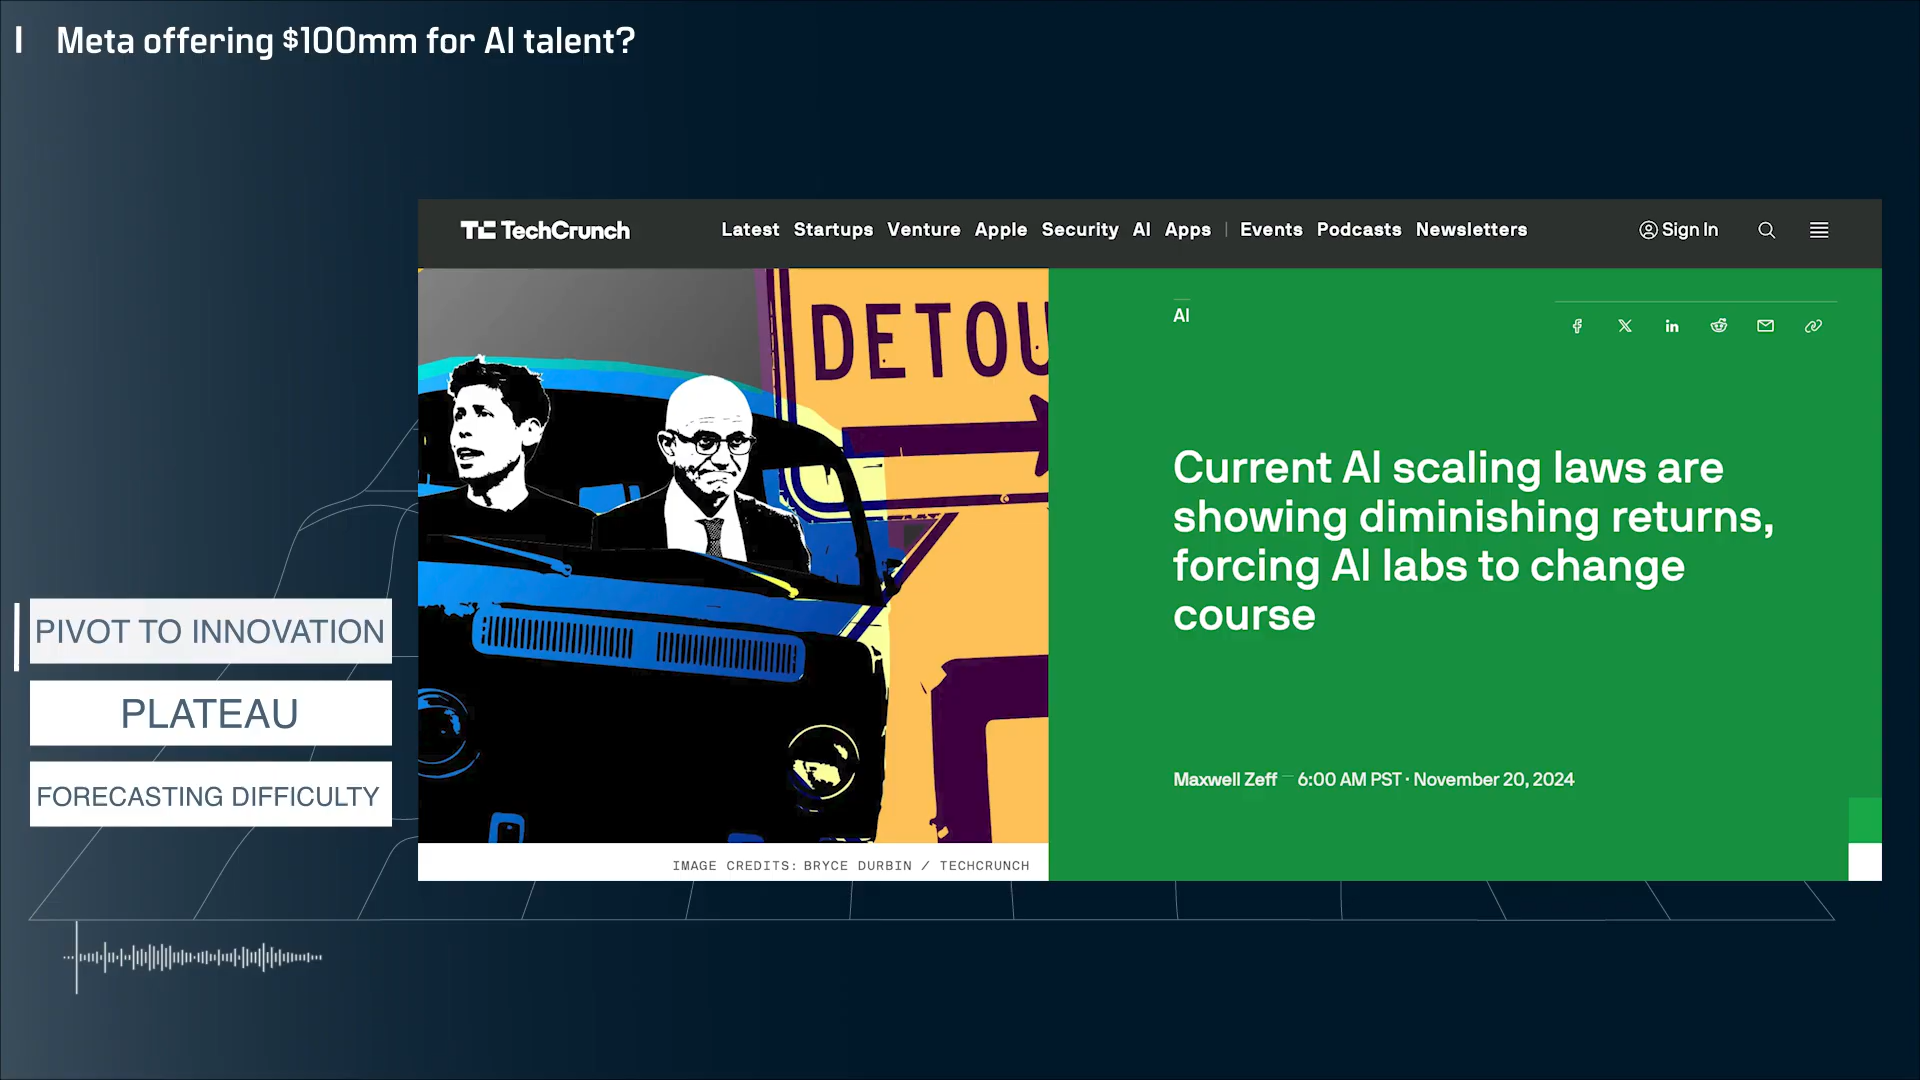 Meta offering $100mm for AI talent?
TechCrunch
Latest Startups Venture Apple Security AI Apps | Events Podcasts Newsletters
Sign In
DETOU
AI
Current AI scaling laws are
showing diminishing returns,
forcing AI labs to change
course
Maxwell Zeff — 6:00 AM PST · November 20, 2024
IMAGE CREDITS: BRYCE DURBIN / TECHCRUNCH
PIVOT TO INNOVATION
PLATEAU
FORECASTING DIFFICULTY